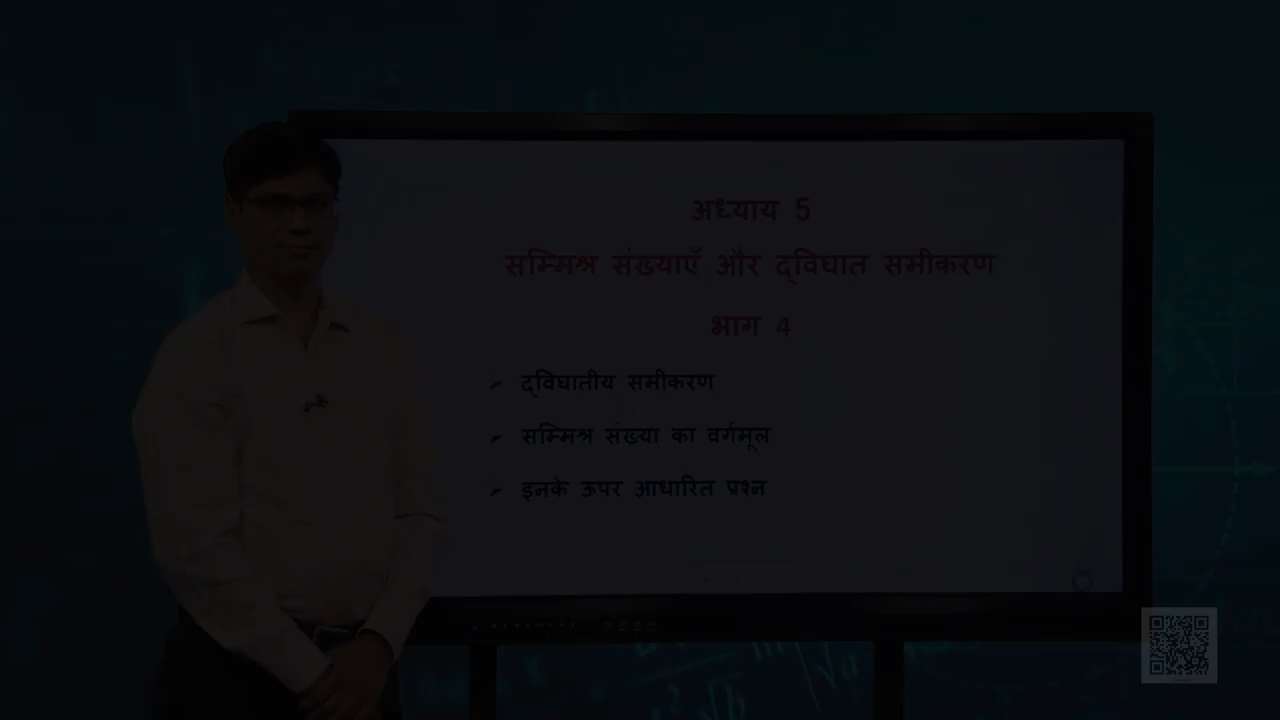 अध्याय 5
सम्मिश्र संख्याएँ और द्विघात समीकरण
भाग 4
➢ द्विघातीय समीकरण
➢ सम्मिश्र संख्या का वर्गमूल
➢ इनके ऊपर आधारित प्रश्न